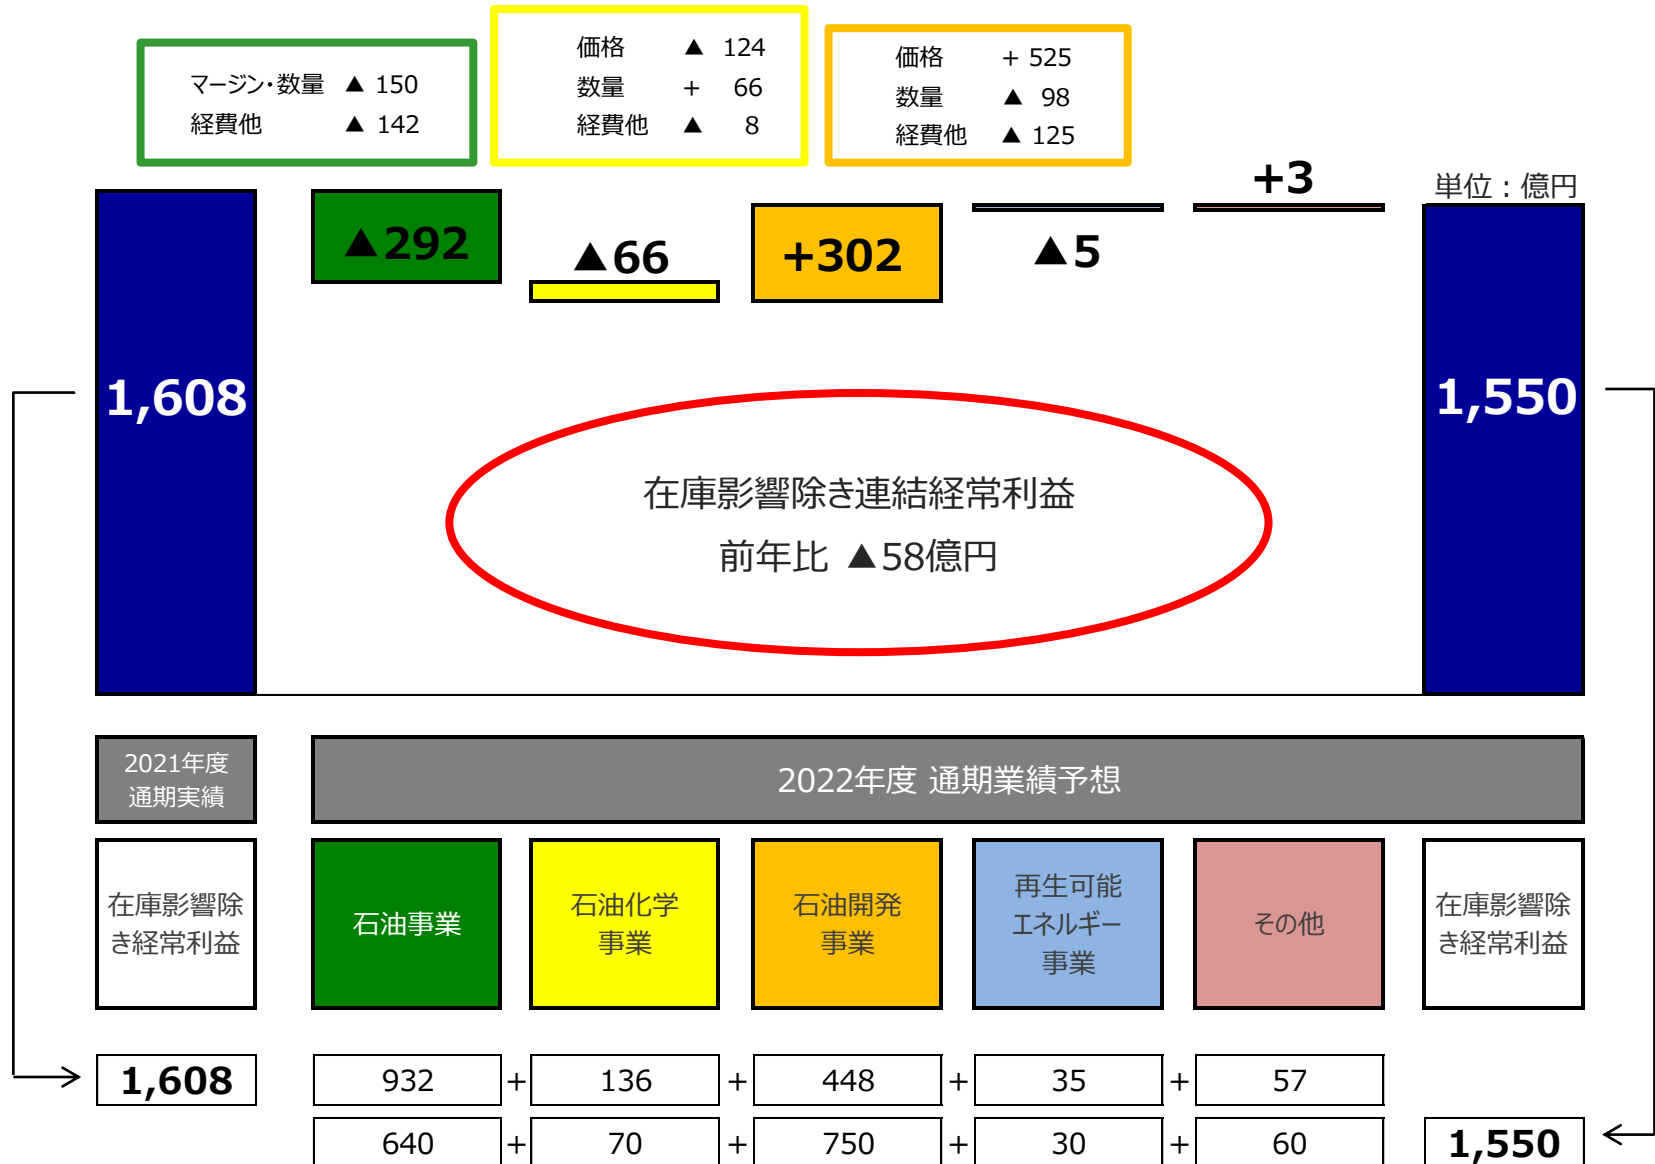 マージン・数量 ▲ 150
経費他 ▲ 142
価格 ▲ 124
数量 + 66
経費他 ▲ 8
価格 + 525
数量 ▲ 98
経費他 ▲ 125
単位：億円
▲292
▲66
+302
▲5
+3
1,608
1,550
在庫影響除き連結経常利益
前年比 ▲58億円
2021年度
通期実績
2022年度 通期業績予想
在庫影響除
き経常利益
石油事業
石油化学
事業
石油開発
事業
再生可能
エネルギー
事業
その他
在庫影響除
き経常利益
1,608 932 + 136 + 448 + 35 + 57
640 + 70 + 750 + 30 + 60 1,550